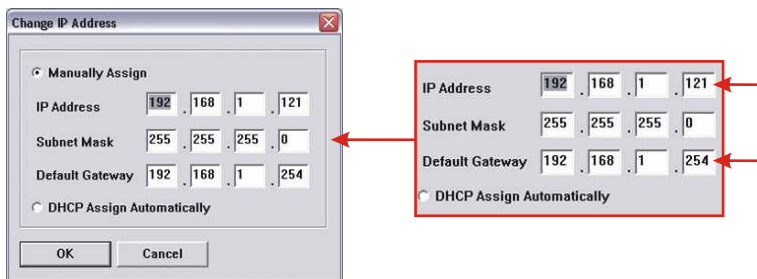 Change IP Address
Manually Assign
IP Address 192 . 168 . 1 . 121
Subnet Mask 255 . 255 . 255 . 0
Default Gateway 192 . 168 . 1 . 254
DHCP Assign Automatically
OK Cancel
IP Address 192 . 168 . 1 . 121
Subnet Mask 255 . 255 . 255 . 0
Default Gateway 192 . 168 . 1 . 254
DHCP Assign Automatically